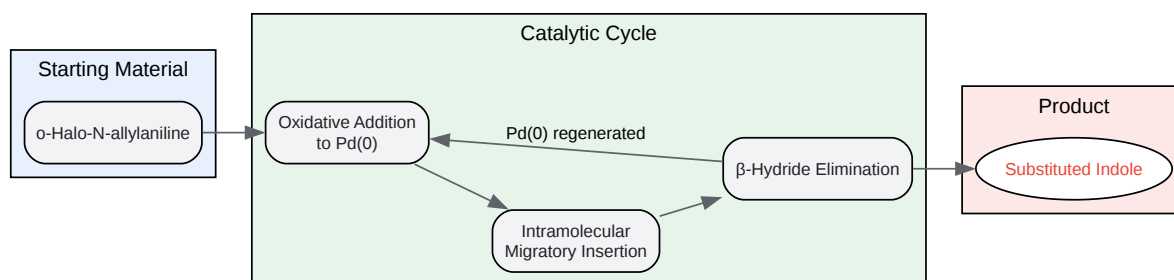 Catalytic Cycle
Starting Material
o-Halo-N-allylaniline
Oxidative Addition
to Pd(0)
Pd(0) regenerated
Intramolecular
Migratory Insertion
β-Hydride Elimination
Product
Substituted Indole